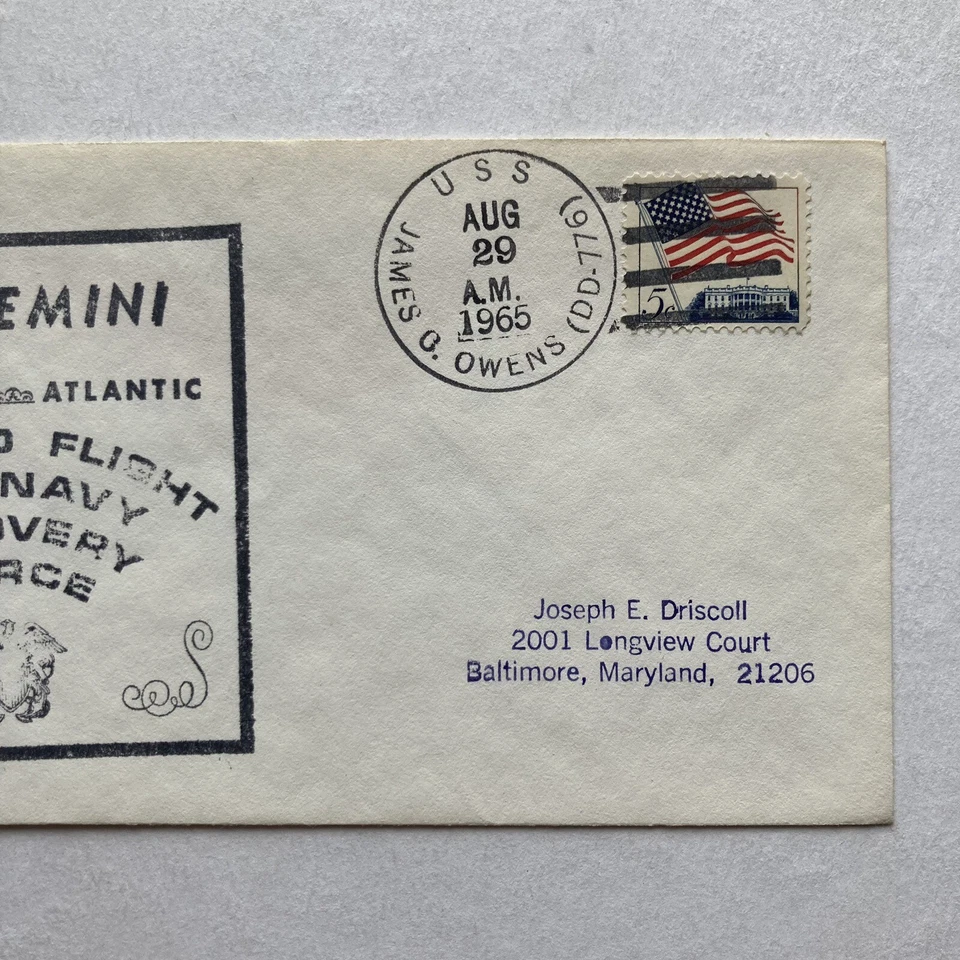 EMINI
ATLANTIC
FLIGHT
NAVY
OVERY
RCE
USS
JAMES C. OWENS (DD-776)
AUG
29
A.M.
1965
5c
Joseph E. Driscoll
2001 Longview Court
Baltimore, Maryland, 21206